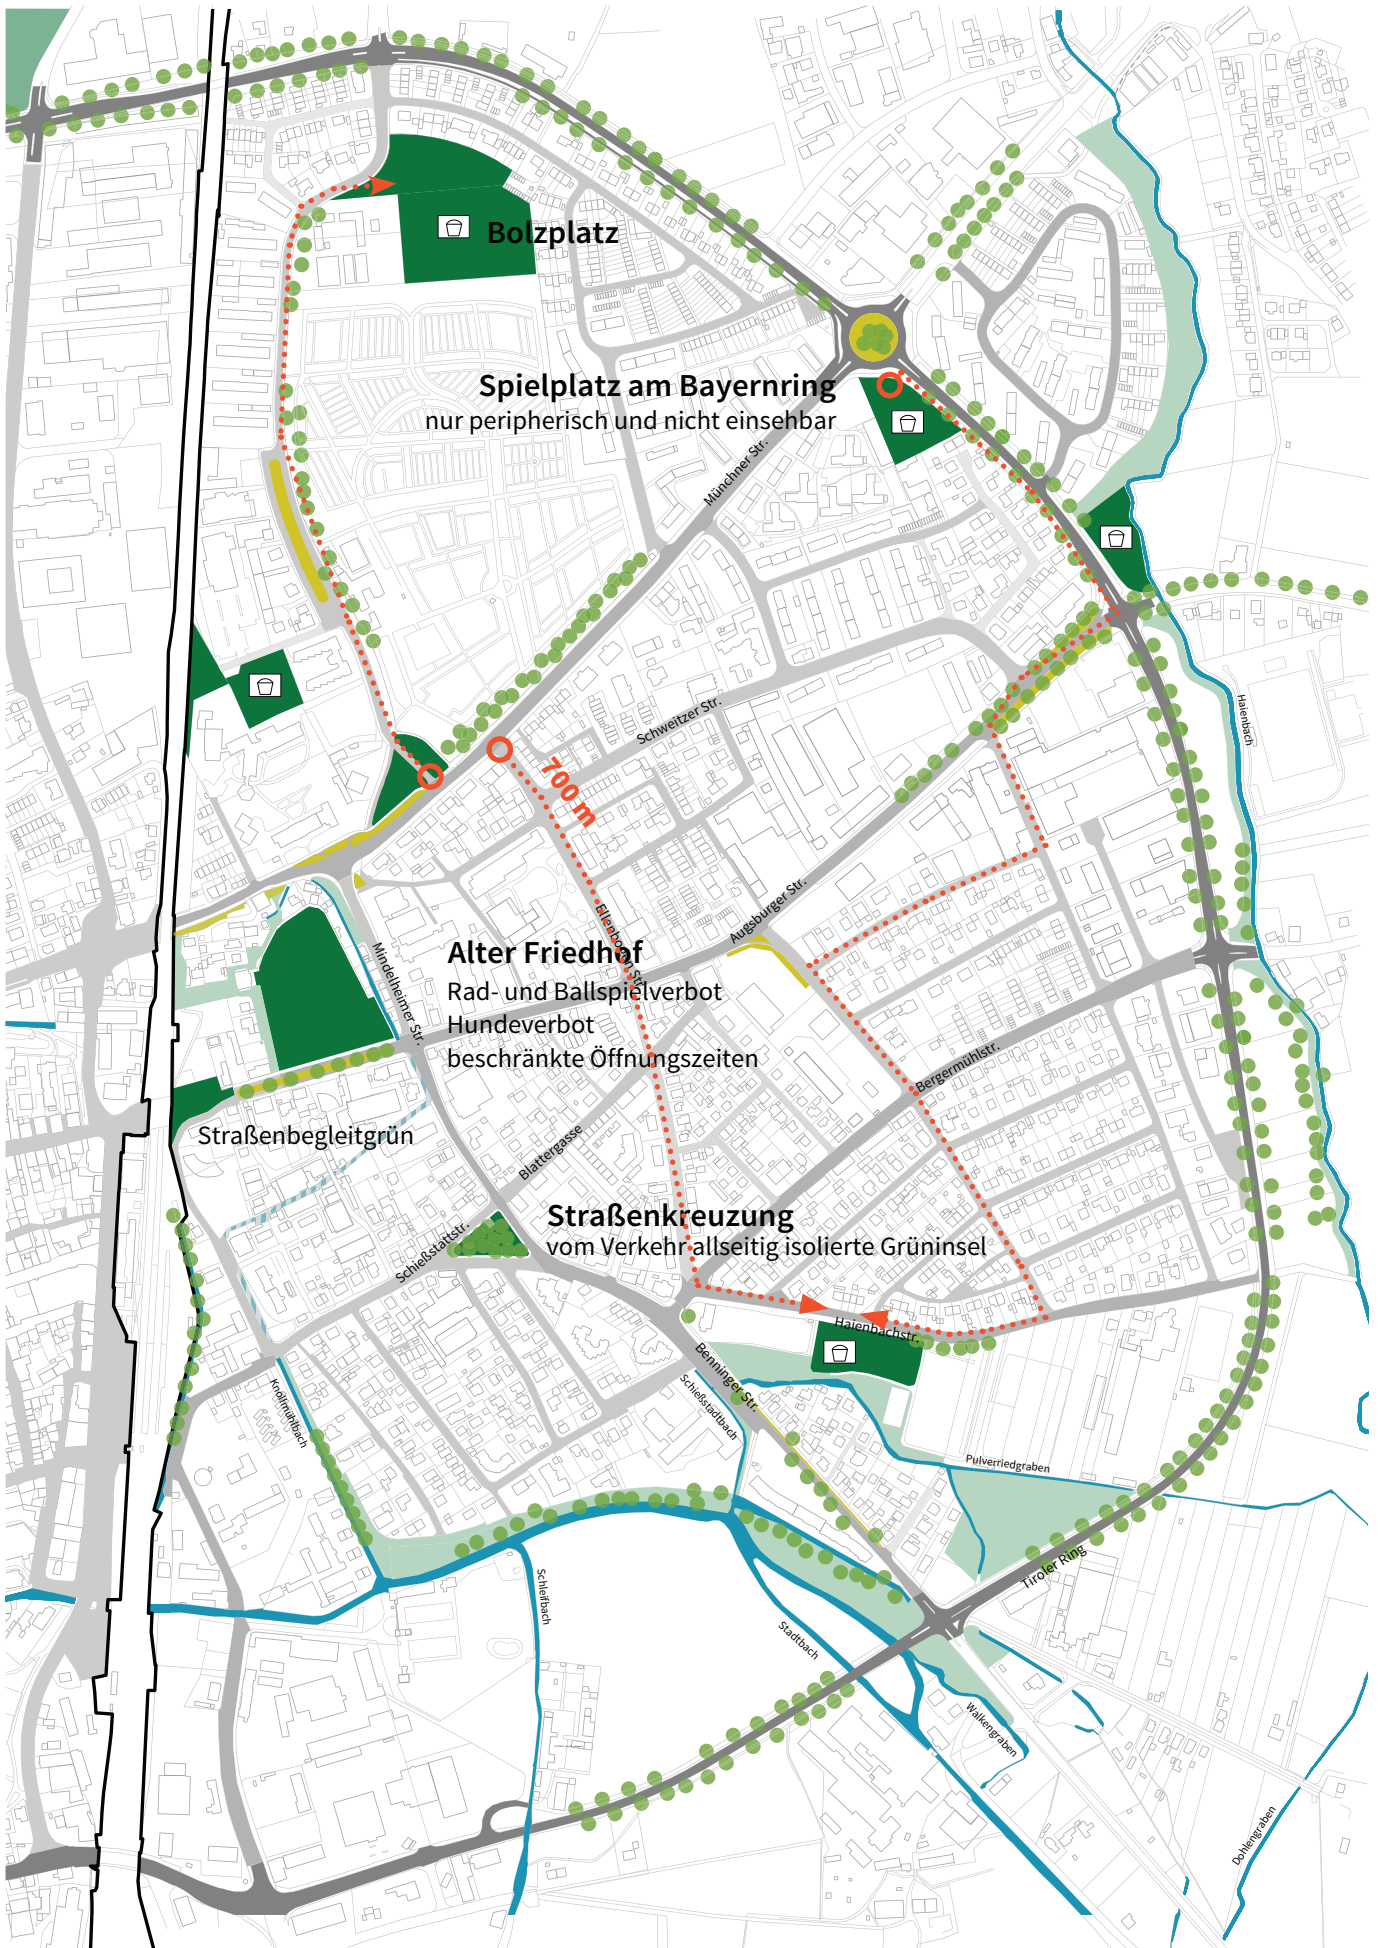 Bolzplatz
Spielplatz am Bayernring
nur peripherisch und nicht einsehbar
Münchner Str.
Haienbach
Schweitzer Str.
700 m
Augsburger Str.
Ellenbogen Str.
Alter Friedhof
Rad- und Ballspielverbot
Hundeverbot
beschränkte Öffnungszeiten
Mindelheimer Str.
Bergermühlstr.
Straßenbegleitgrün
Blattergasse
Straßenkreuzung
vom Verkehr allseitig isolierte Grüninsel
Schießstattstr.
Haienbachstr.
Benninger Str.
Schießstadtbach
Knollmühlbach
Pulverriedgraben
Tiroler Ring
Schleifbach
Stadtbach
Walkengraben
Dohlengraben